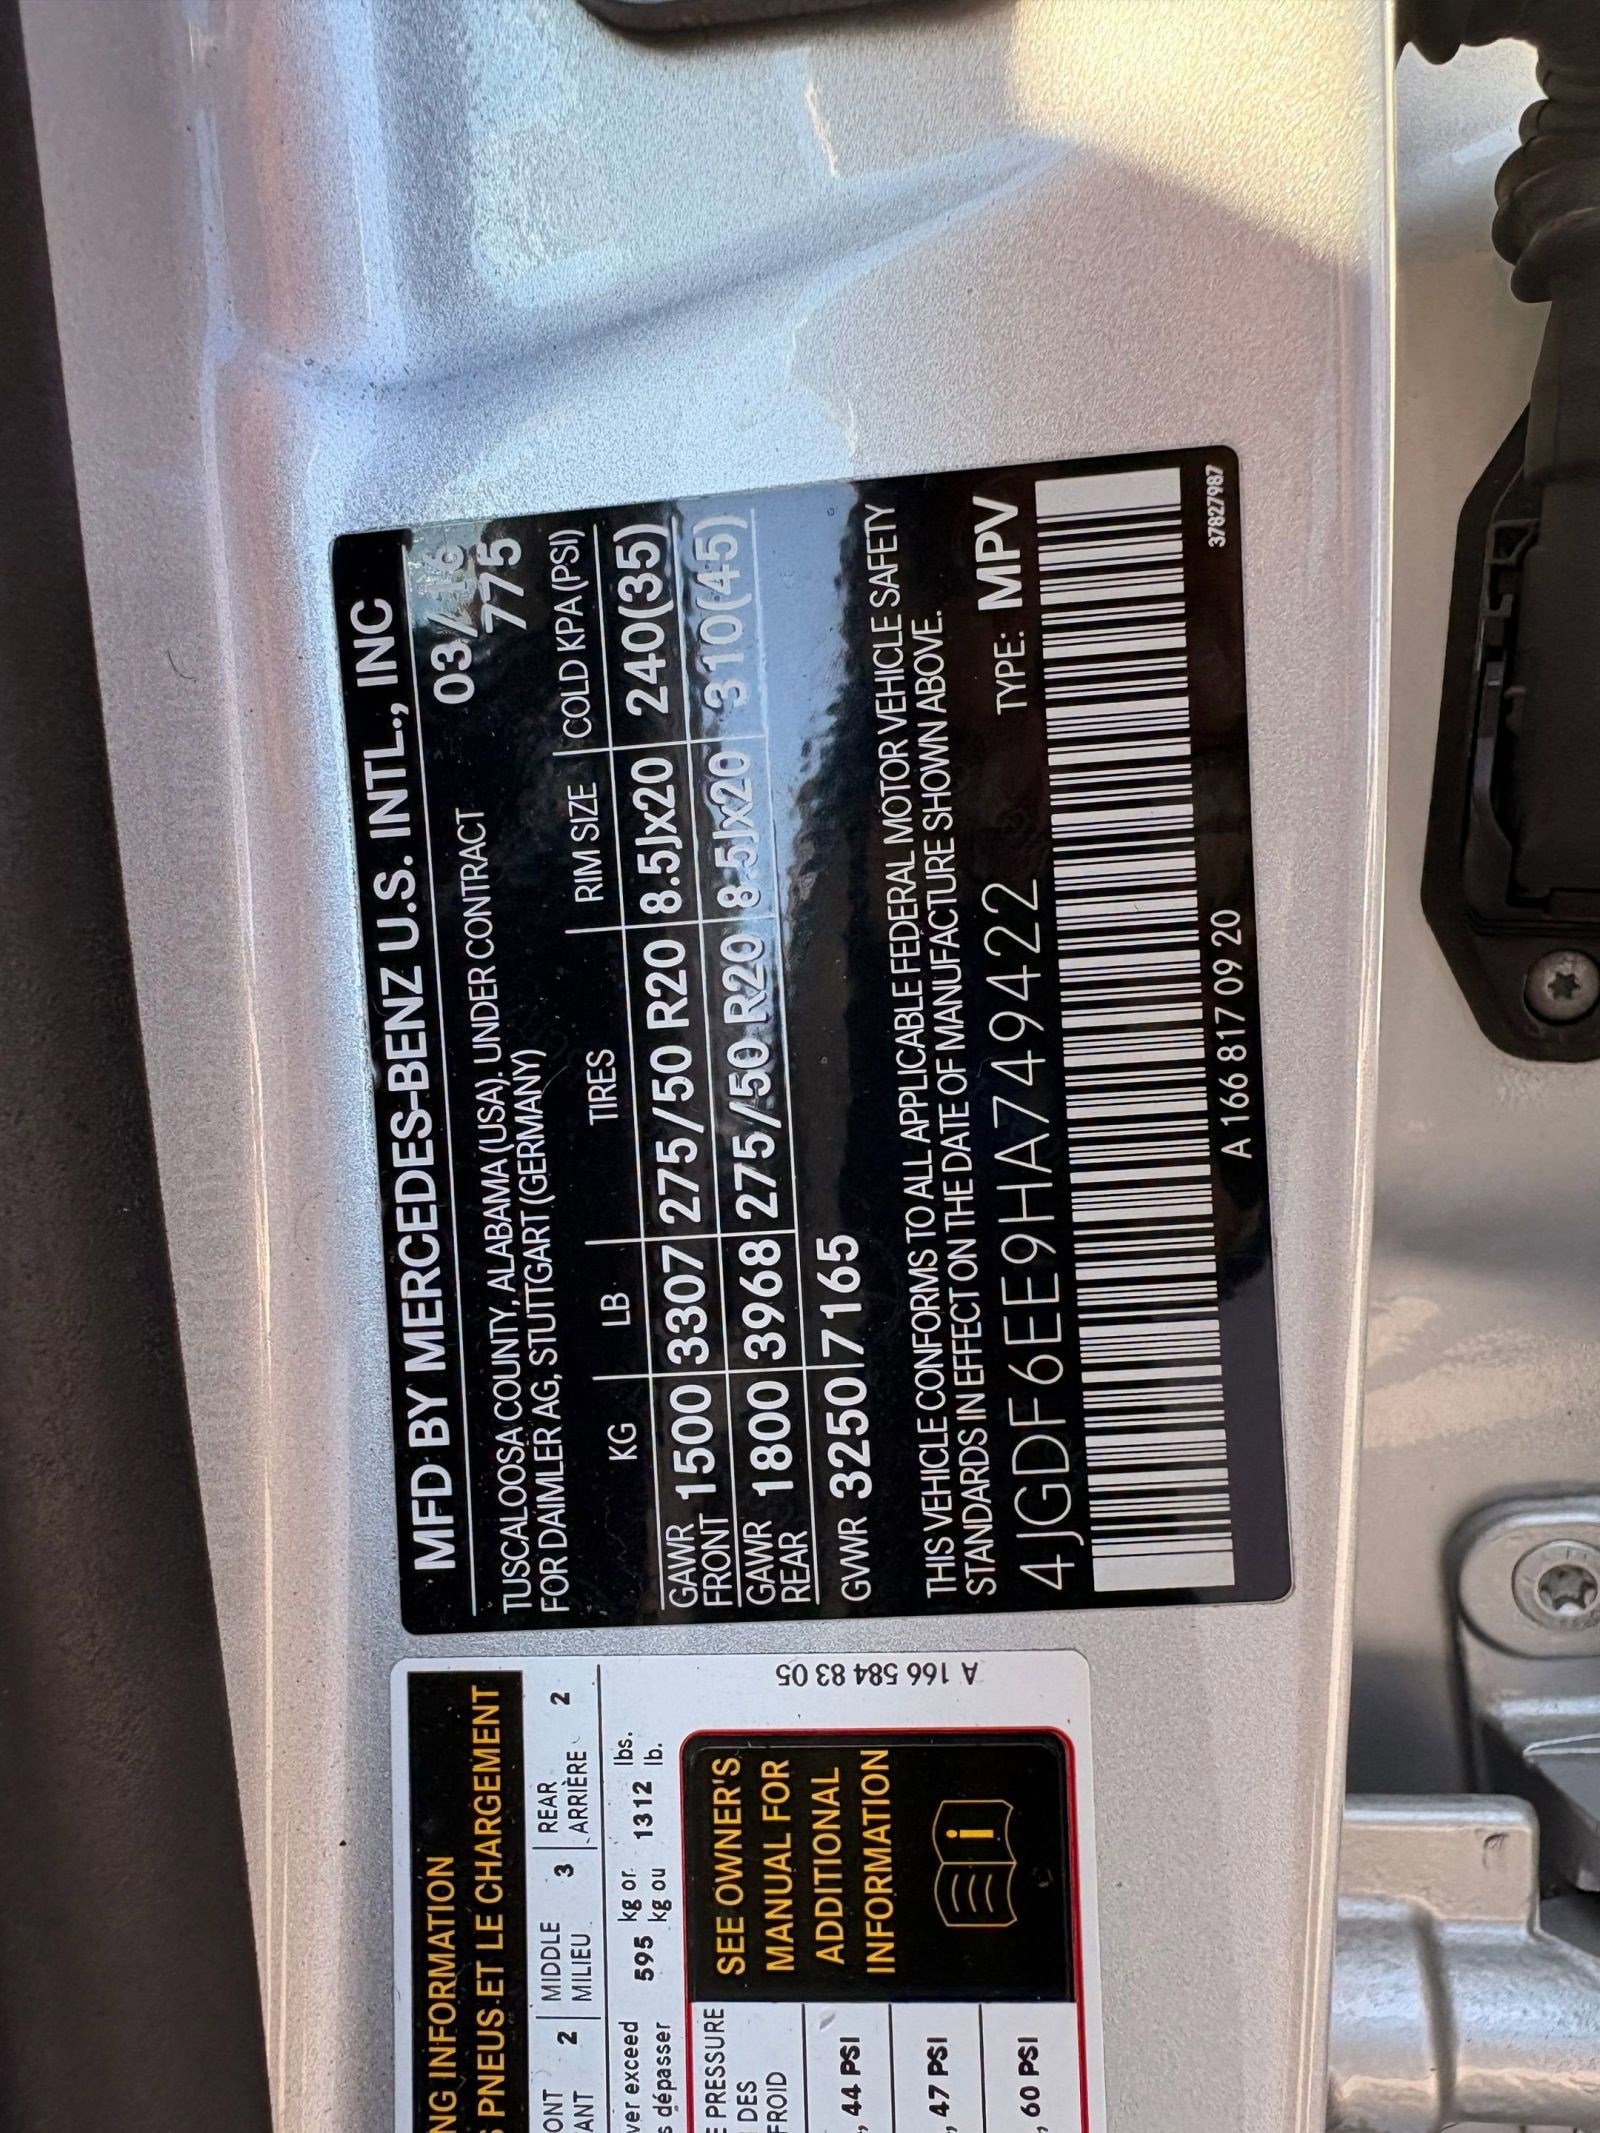 MFD BY MERCEDES-BENZ U.S. INTL., INC
TUSCALOOSA COUNTY, ALABAMA (USA). UNDER CONTRACT 03/16
FOR DAIMLER AG, STUTTGART (GERMANY) 775
KG LB TIRES RIM SIZE COLD KPA (PSI)
GAWR FRONT 1500 3307 275/50 R20 8.5Jx20 240(35)
GAWR REAR 1800 3968 275/50 R20 8.5Jx20 310(45)
GVWR 3250 7165
THIS VEHICLE CONFORMS TO ALL APPLICABLE FEDERAL MOTOR VEHICLE SAFETY
STANDARDS IN EFFECT ON THE DATE OF MANUFACTURE SHOWN ABOVE.
4JGDF6EE9HA749422 TYPE: MPV
A 166 817 09 20 37827987
NG INFORMATION
PNEUS ET LE CHARGEMENT
ONT 2 MIDDLE 3 REAR 2
ANT MILIEU ARRIÈRE
ver exceed 595 kg or 1312 lbs.
dépasser kg ou lb.
A 166 584 83 05
PRESSURE
DES
FROID
, 44 PSI
, 47 PSI
, 60 PSI
SEE OWNER'S
MANUAL FOR
ADDITIONAL
INFORMATION
i